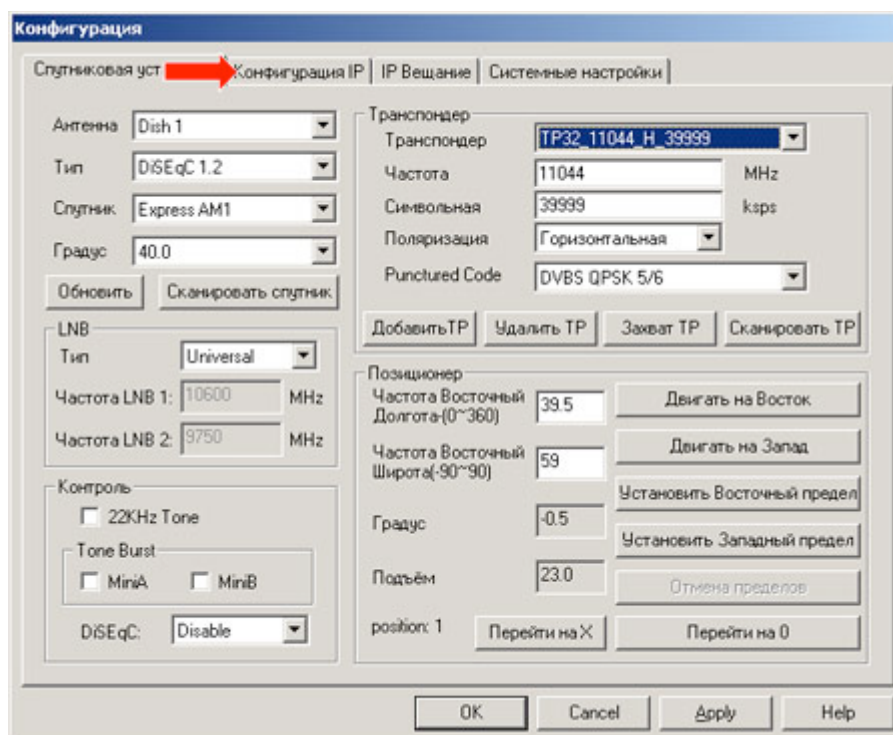 Конфигурация
Спутниковая уст
Конфигурация IP
IP Вещание
Системные настройки
Антенна Dish 1
Тип DiSEqC 1.2
Спутник Express AM1
Градус 40.0
Обновить Сканировать спутник
LNB
Тип Universal
Частота LNB 1: 10600 MHz
Частота LNB 2: 9750 MHz
Контроль
22KHz Tone
Tone Burst
MiniA MiniB
DiSEqC: Disable
Транспондер
Транспондер TP32_11044_H_39999
Частота 11044 MHz
Символьная 39999 ksps
Поляризация Горизонтальная
Punctured Code DVBS QPSK 5/6
ДобавитьTP Удалить TP Захват TP Сканировать TP
Позиционер
Частота Восточный
Долгота-(0~360) 39.5
Частота Восточный
Широта(-90~90) 59
Градус -0.5
Подъём 23.0
position: 1 Перейти на X
Двигать на Восток
Двигать на Запад
Установить Восточный предел
Установить Западный предел
Отмена пределов
Перейти на 0
OK Cancel Apply Help